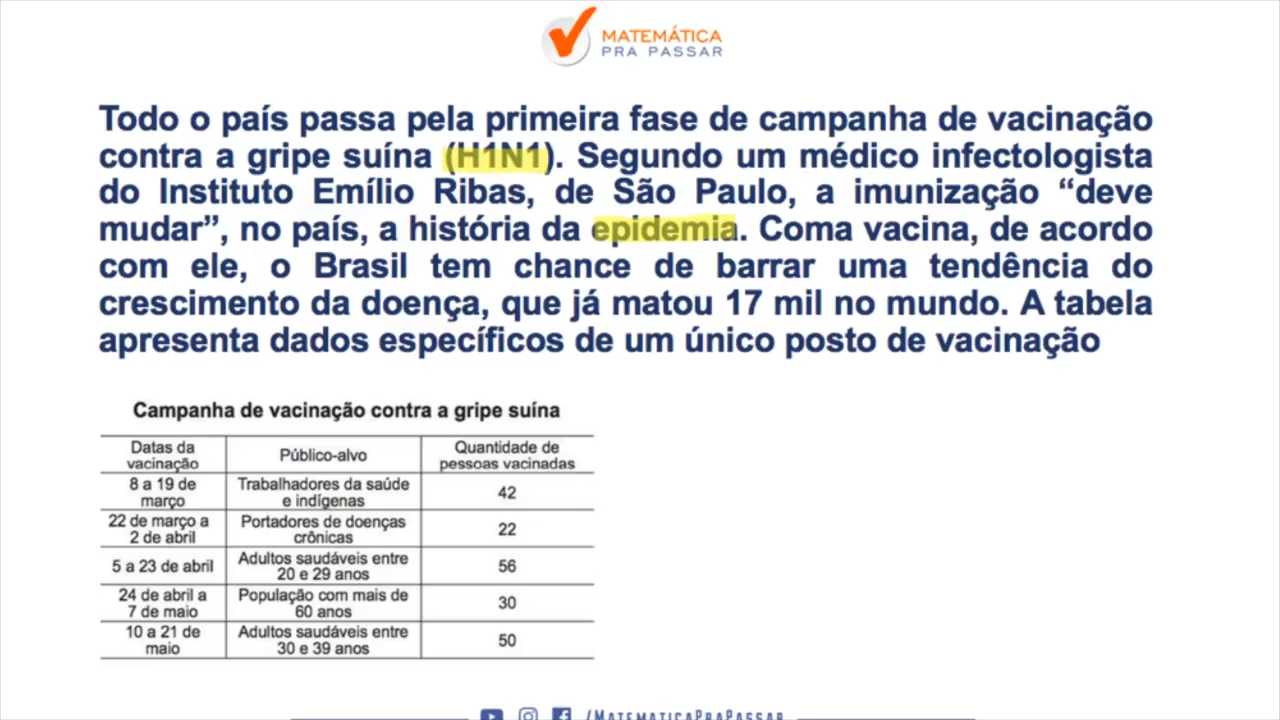 MATEMÁTICA
PRA PASSAR
Todo o país passa pela primeira fase de campanha de vacinação
contra a gripe suína (H1N1). Segundo um médico infectologista
do Instituto Emílio Ribas, de São Paulo, a imunização “deve
mudar”, no país, a história da epidemia. Coma vacina, de acordo
com ele, o Brasil tem chance de barrar uma tendência do
crescimento da doença, que já matou 17 mil no mundo. A tabela
apresenta dados específicos de um único posto de vacinação
Campanha de vacinação contra a gripe suína
Datas da
vacinação
Público-alvo
Quantidade de
pessoas vacinadas
8 a 19 de
março
Trabalhadores da saúde
e indígenas
42
22 de março a
2 de abril
Portadores de doenças
crônicas
22
5 a 23 de abril
Adultos saudáveis entre
20 e 29 anos
56
24 de abril a
7 de maio
População com mais de
60 anos
30
10 a 21 de
maio
Adultos saudáveis entre
30 e 39 anos
50
/MATEMATICAPRAPASSAR